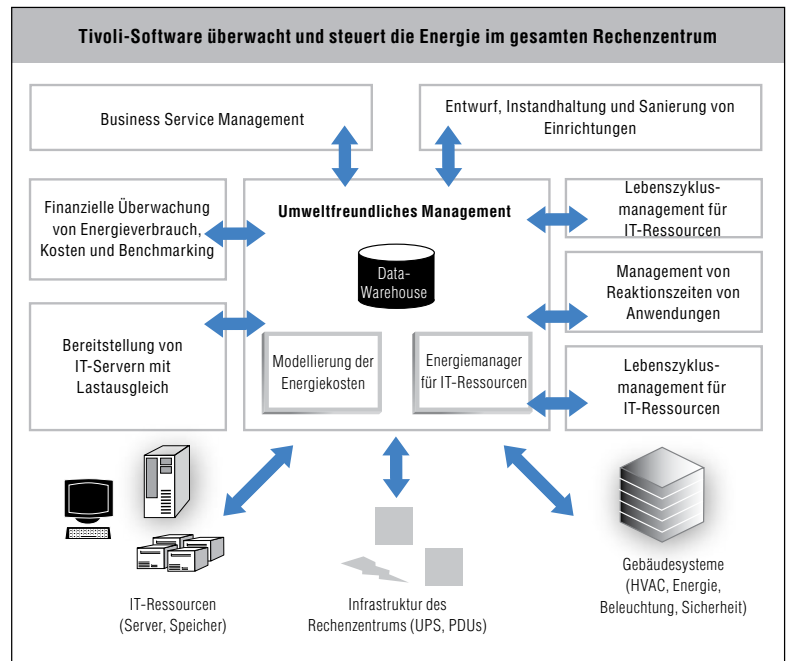 Tivoli-Software überwacht und steuert die Energie im gesamten Rechenzentrum
Business Service Management
Entwurf, Instandhaltung und Sanierung von
Einrichtungen
Finanzielle Überwachung
von Energieverbrauch,
Kosten und Benchmarking
Bereitstellung von
IT-Servern mit
Lastausgleich
Umweltfreundliches Management
Data-
Warehouse
Modellierung der
Energiekosten
Energiemanager
für IT-Ressourcen
Lebenszyklus-
management für
IT-Ressourcen
Management von
Reaktionszeiten von
Anwendungen
Lebenszyklus-
management für
IT-Ressourcen
IT-Ressourcen
(Server, Speicher)
Infrastruktur des
Rechenzentrums (UPS, PDUs)
Gebäudesysteme
(HVAC, Energie,
Beleuchtung, Sicherheit)